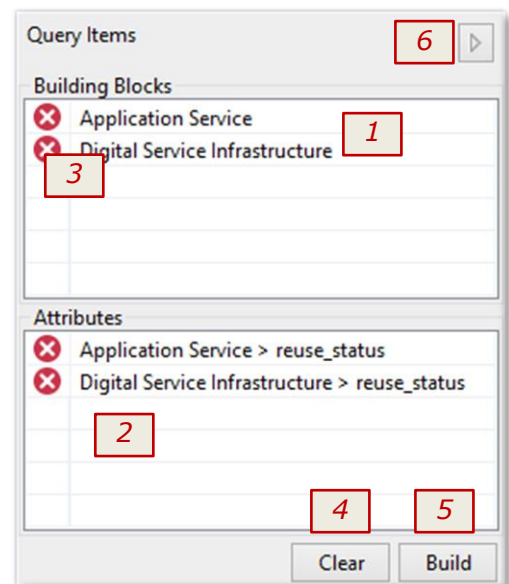 Query Items
6
Building Blocks
Application Service
1
Digital Service Infrastructure
3
Attributes
Application Service > reuse_status
Digital Service Infrastructure > reuse_status
2
4
5
Clear
Build